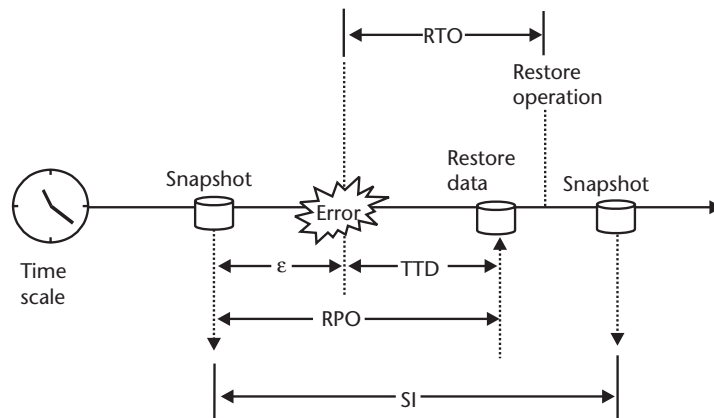 RTO
Restore
operation
Snapshot
Restore
data
Snapshot
Error
Time
scale
ε
TTD
RPO
SI